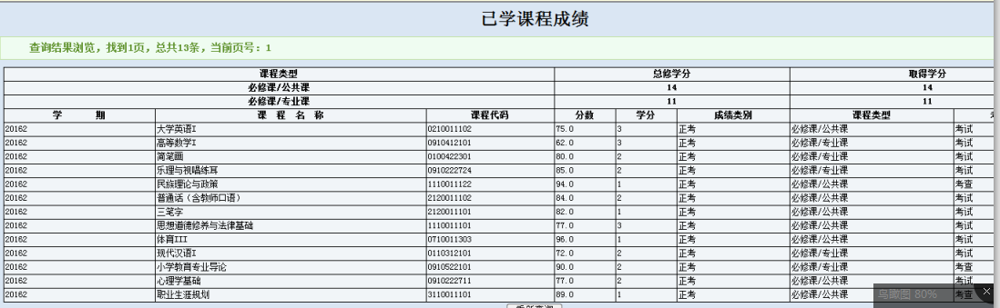 已学课程成绩
查询结果浏览，找到1页，总共13条，当前页号：1
课程类型 总修学分 取得学分
必修课/公共课 14 14
必修课/专业课 11 11
学 期 课 程 名 称 课程代码 分数 学分 成绩类别 课程类型
20162 大学英语I 0210011102 75.0 3 正考 必修课/公共课 考试
20162 高等数学I 0910412101 62.0 3 正考 必修课/专业课 考试
20162 简笔画 0100422301 80.0 2 正考 必修课/专业课 考试
20162 乐理与视唱练耳 0910222724 85.0 2 正考 必修课/专业课 考试
20162 民族理论与政策 1110011122 94.0 1 正考 必修课/公共课 考查
20162 普通话（含教师口语） 2120011102 84.0 2 正考 必修课/公共课 考试
20162 三笔字 2120011101 82.0 1 正考 必修课/公共课 考试
20162 思想道德修养与法律基础 1110011101 77.0 3 正考 必修课/公共课 考试
20162 体育III 0710011303 96.0 1 正考 必修课/公共课 考试
20162 现代汉语I 0110312101 72.0 2 正考 必修课/专业课 考试
20162 小学教育专业导论 0910522101 90.0 2 正考 必修课/专业课 考查
20162 心理学基础 0910222711 77.0 2 正考 必修课/公共课 考试
20162 职业生涯规划 3110011101 89.0 1 正考 必修课/公共课 考查
鸟瞰图 80%